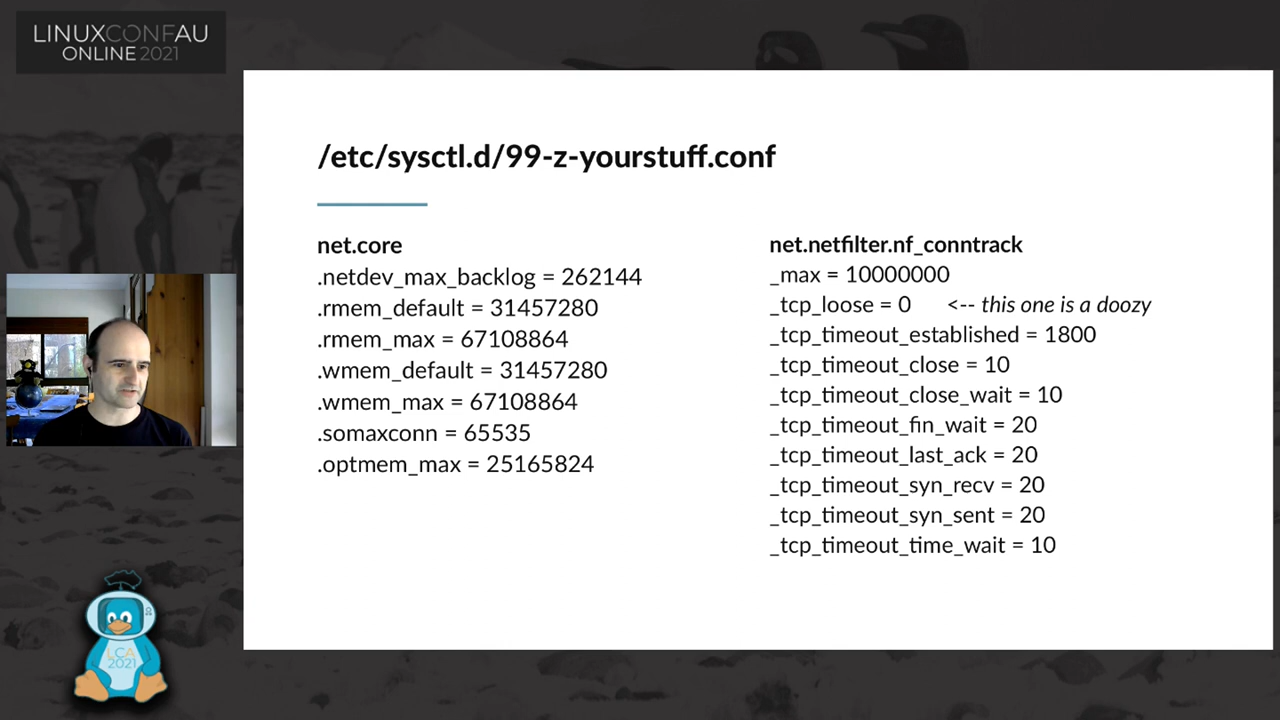 LINUXCONFAU
ONLINE 2021
/etc/sysctl.d/99-z-yourstuff.conf
net.core
.netdev_max_backlog = 262144
.rmem_default = 31457280
.rmem_max = 67108864
.wmem_default = 31457280
.wmem_max = 67108864
.somaxconn = 65535
.optmem_max = 25165824
net.netfilter.nf_conntrack
_max = 10000000
_tcp_loose = 0 <-- this one is a doozy
_tcp_timeout_established = 1800
_tcp_timeout_close = 10
_tcp_timeout_close_wait = 10
_tcp_timeout_fin_wait = 20
_tcp_timeout_last_ack = 20
_tcp_timeout_syn_recv = 20
_tcp_timeout_syn_sent = 20
_tcp_timeout_time_wait = 10
LCA
2021